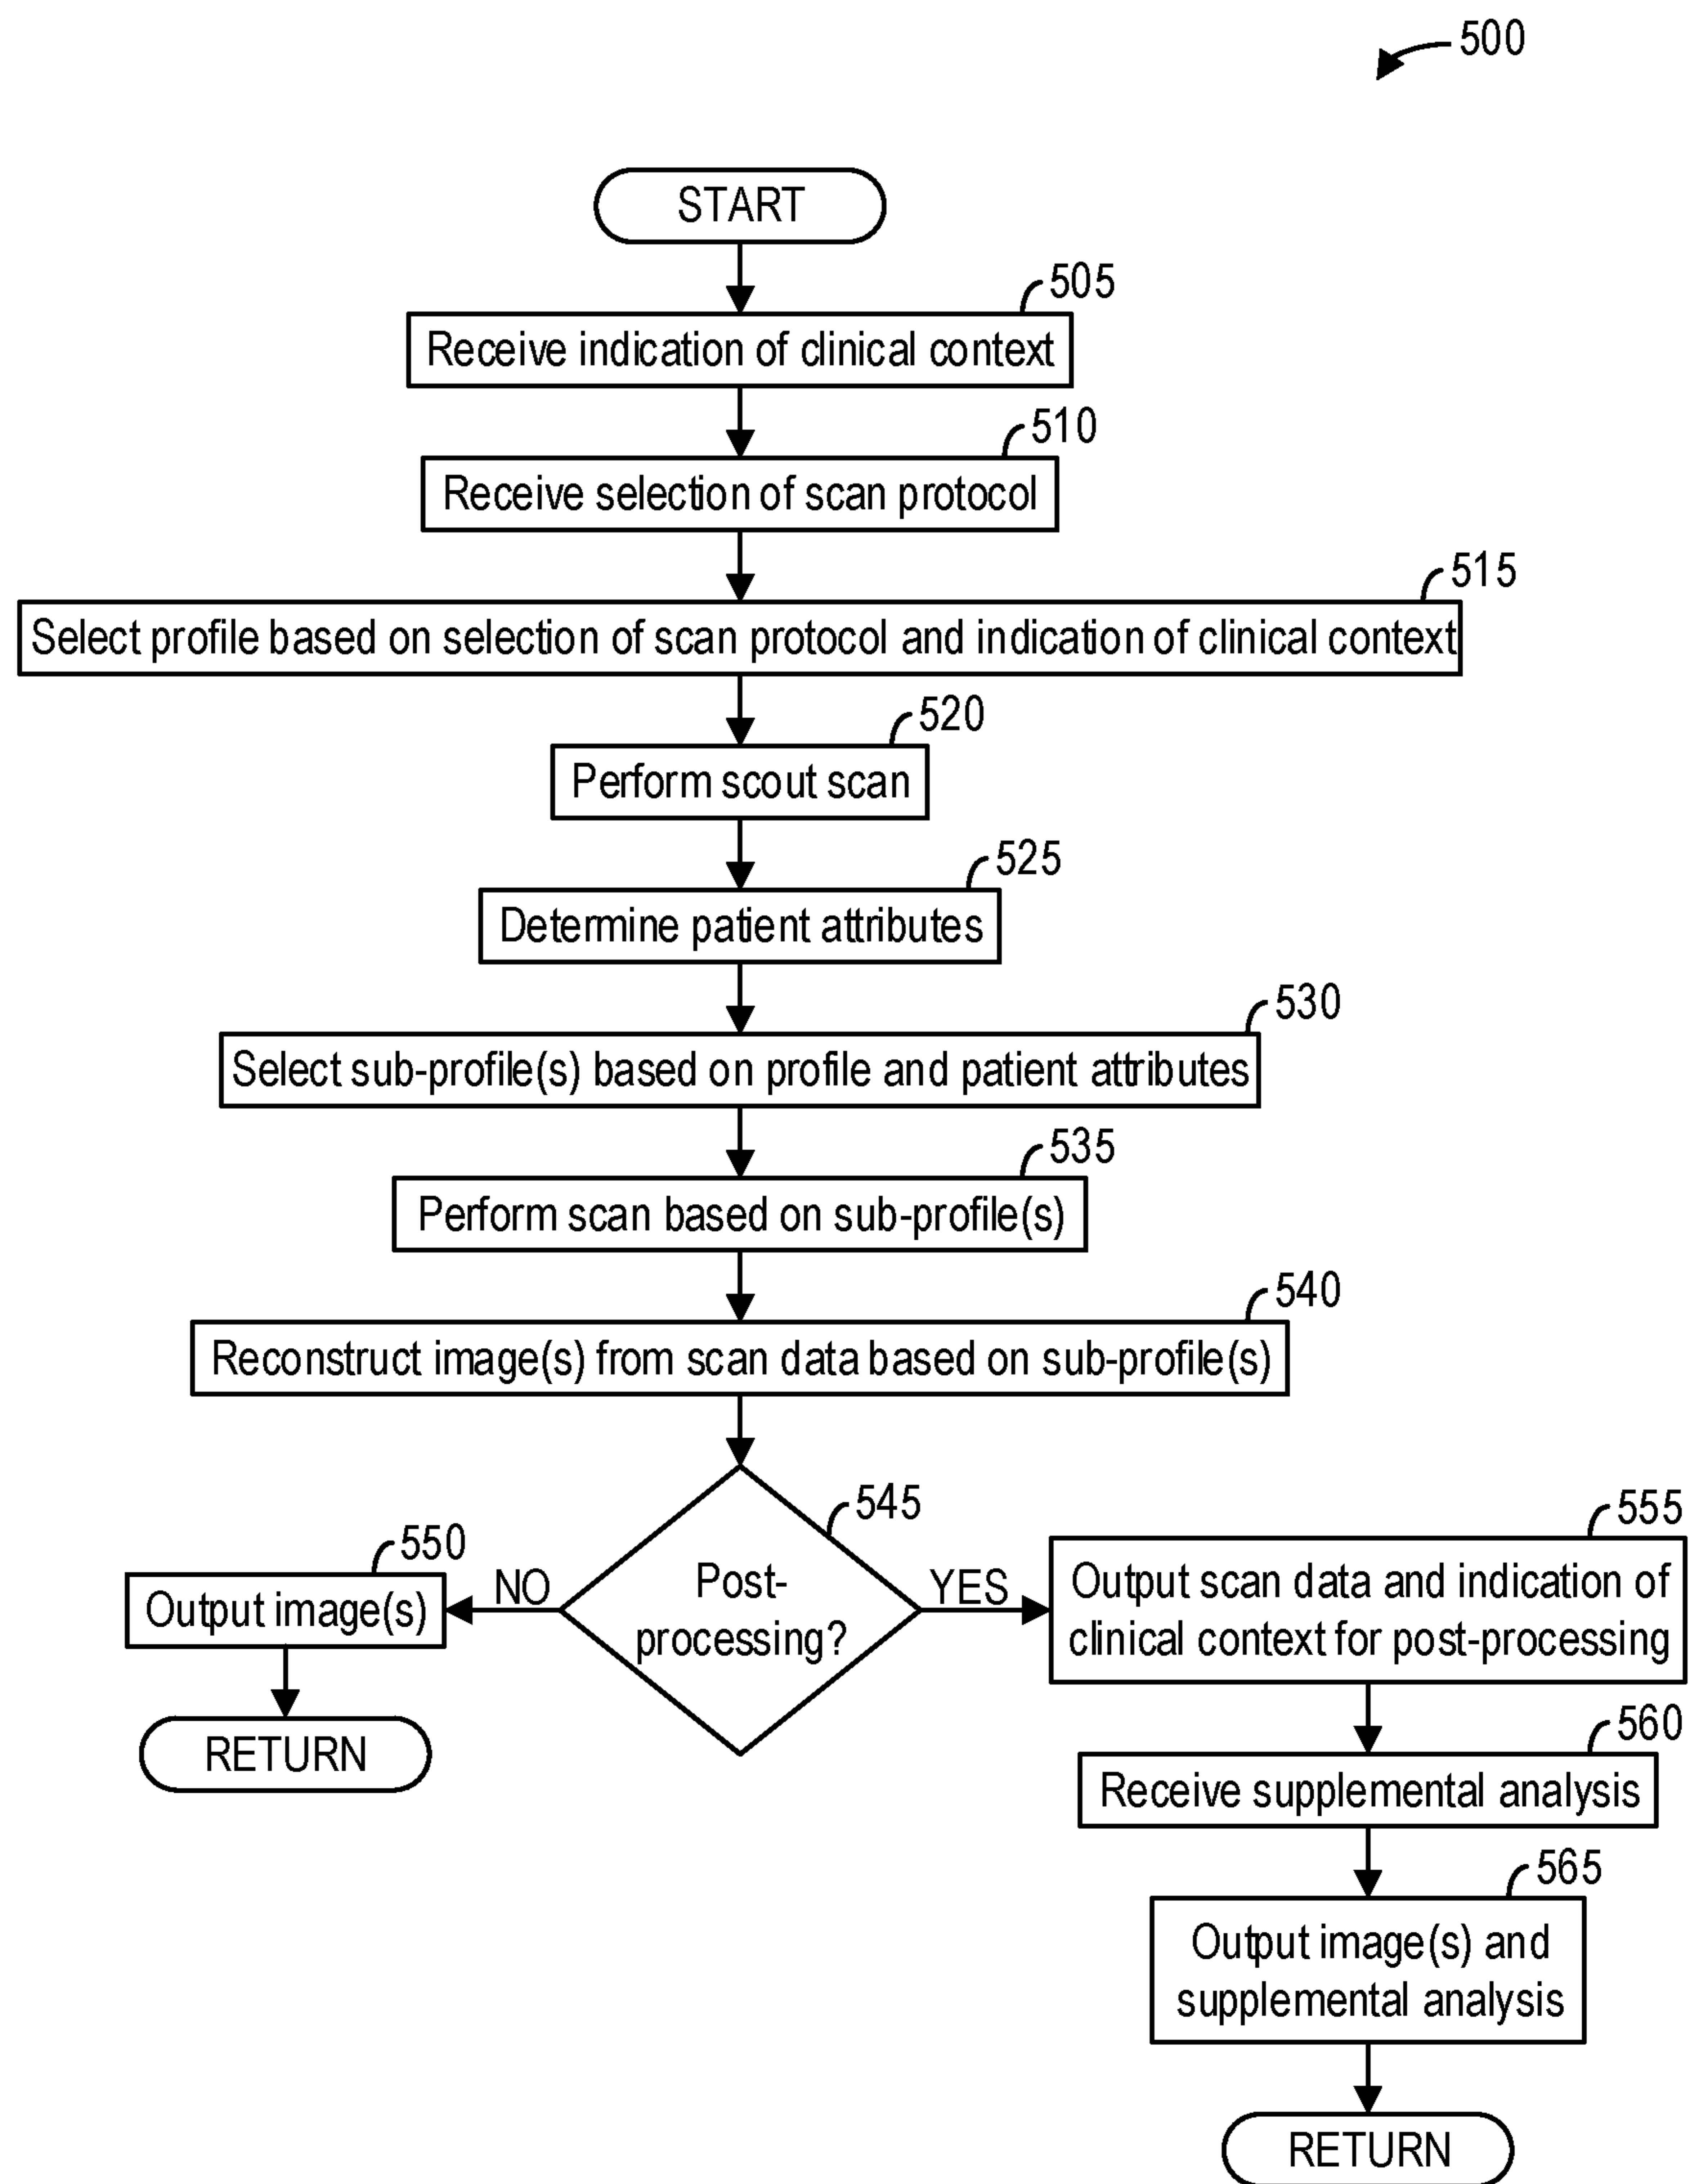 500
START
505
Receive indication of clinical context
510
Receive selection of scan protocol
515
Select profile based on selection of scan protocol and indication of clinical context
520
Perform scout scan
525
Determine patient attributes
530
Select sub-profile(s) based on profile and patient attributes
535
Perform scan based on sub-profile(s)
540
Reconstruct image(s) from scan data based on sub-profile(s)
545
Post-
processing?
NO
550
Output image(s)
RETURN
YES
555
Output scan data and indication of
clinical context for post-processing
560
Receive supplemental analysis
565
Output image(s) and
supplemental analysis
RETURN